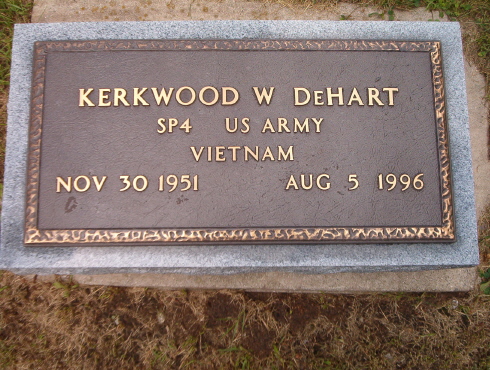 KERKWOOD W DeHART
SP4 US ARMY
VIETNAM
NOV 30 1951 AUG 5 1996